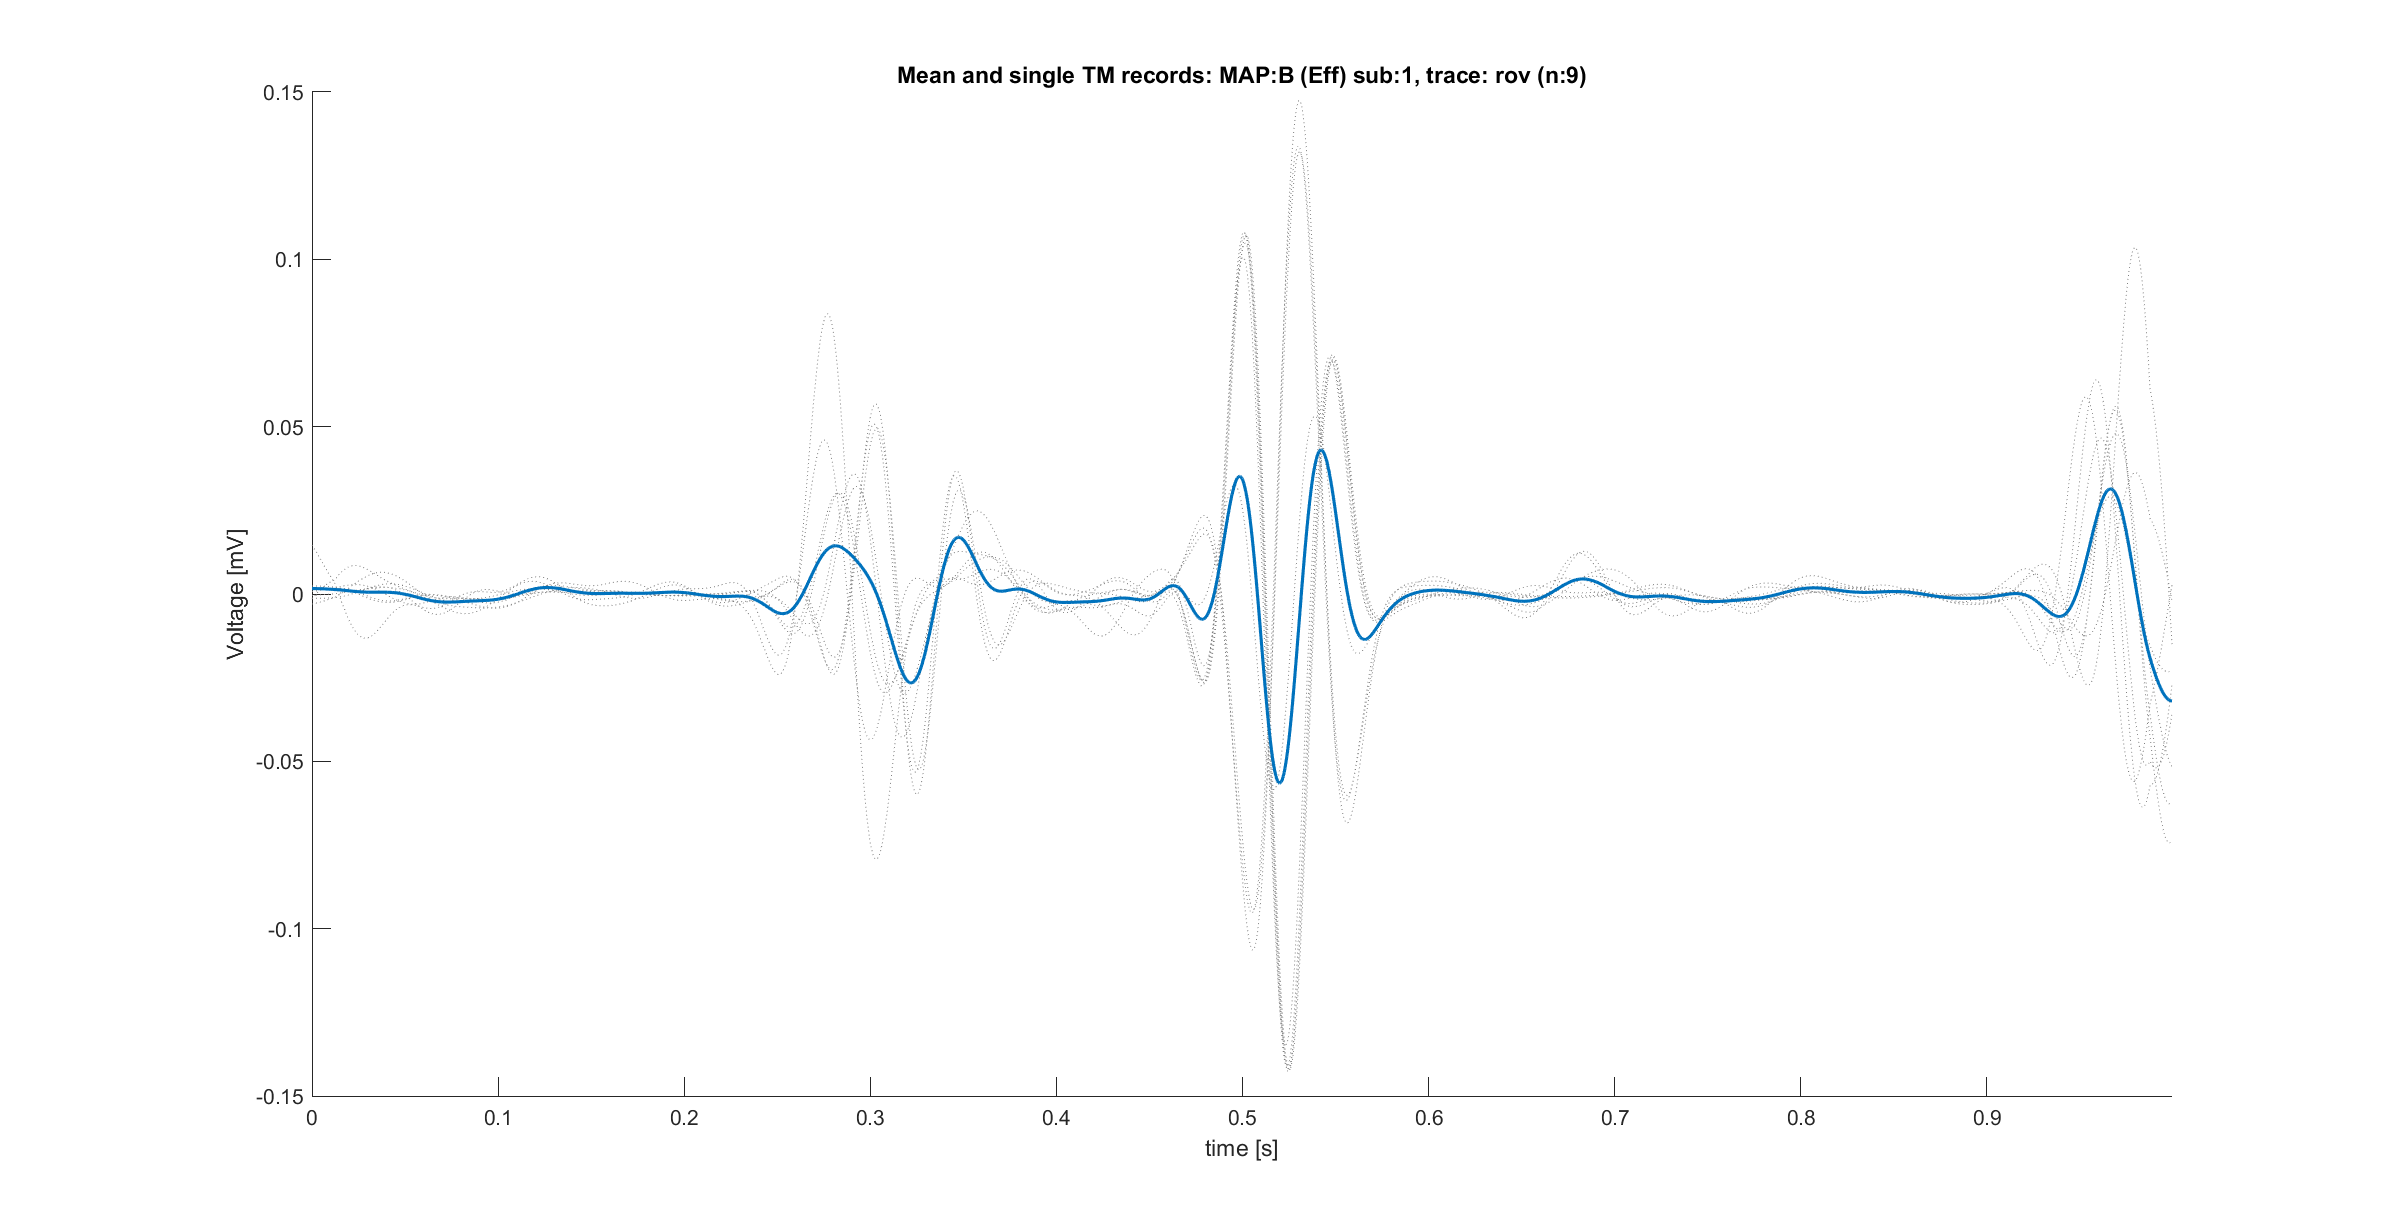 Mean and single TM records: MAP:B (Eff) sub:1, trace: rov (n:9)
0.15
0.1
0.05
0
-0.05
-0.1
-0.15
Voltage [mV]
0 0.1 0.2 0.3 0.4 0.5 0.6 0.7 0.8 0.9
time [s]